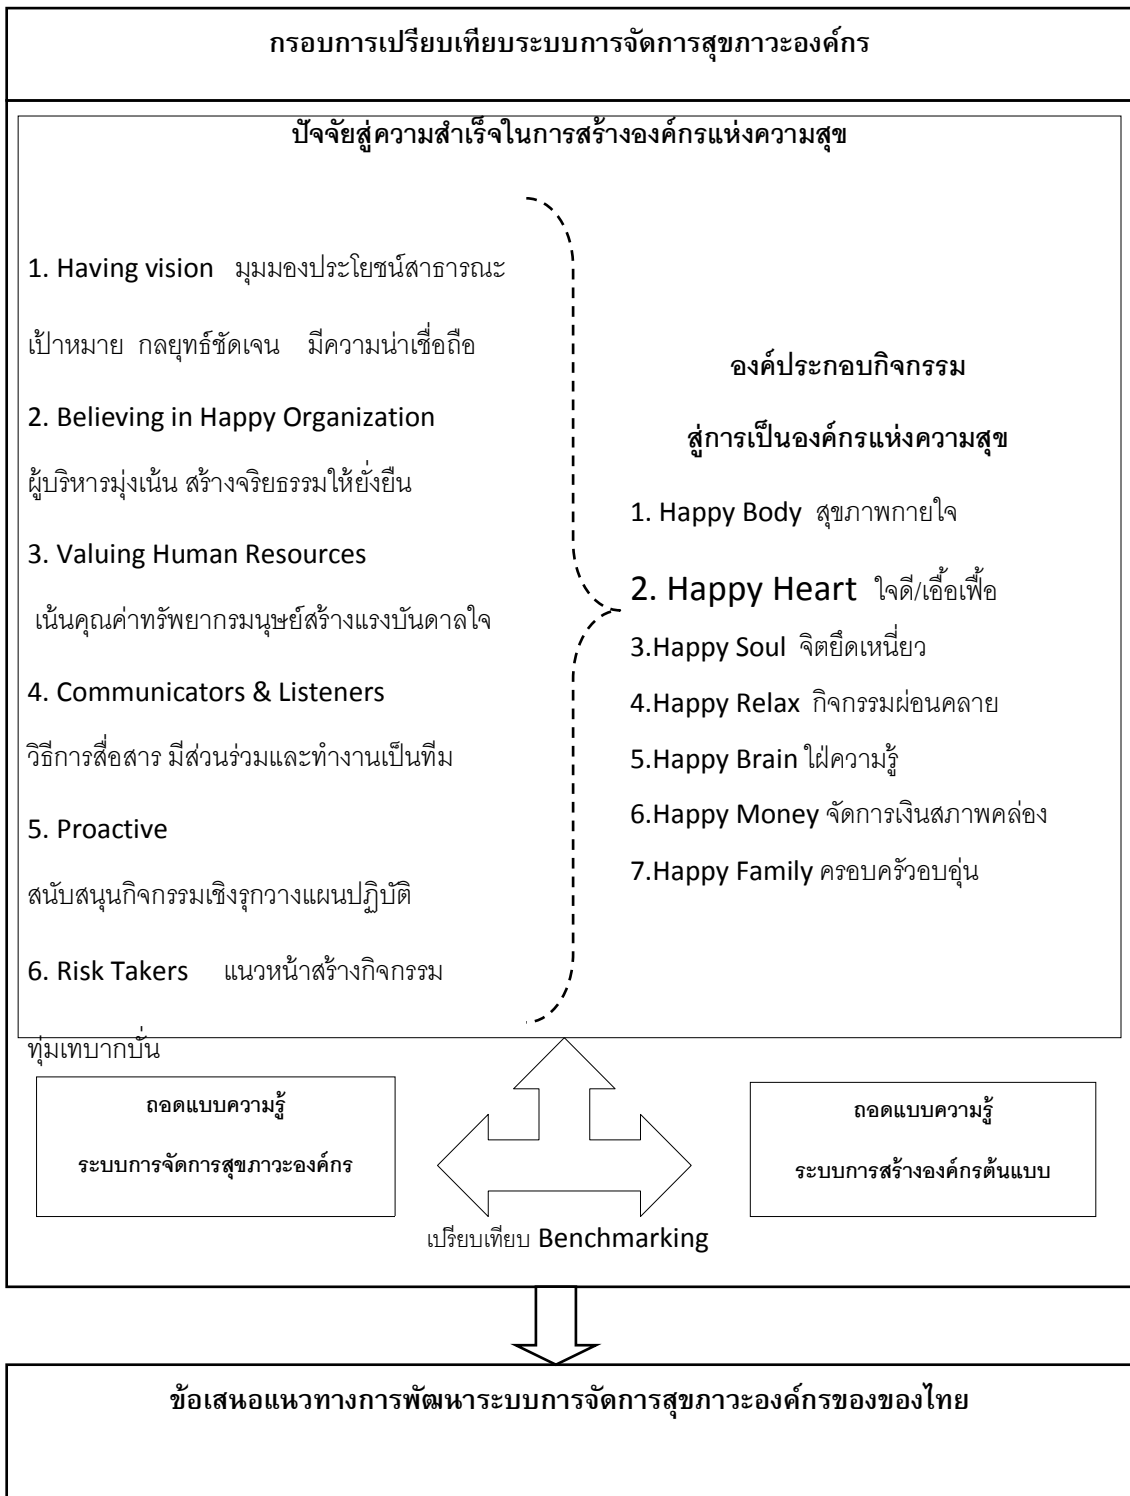 กรอบการเปรียบเทียบระบบการจัดการสุขภาวะองค์กร
ปัจจัยสู่ความสำเร็จในการสร้างองค์กรแห่งความสุข
1. Having vision มุมมองประโยชน์สาธารณะ
เป้าหมาย กลยุทธ์ชัดเจน มีความน่าเชื่อถือ
2. Believing in Happy Organization
ผู้บริหารมุ่งเน้น สร้างจริยธรรมให้ยั่งยืน
3. Valuing Human Resources
เน้นคุณค่าทรัพยากรมนุษย์สร้างแรงบันดาลใจ
4. Communicators & Listeners
วิธีการสื่อสาร มีส่วนร่วมและทำงานเป็นทีม
5. Proactive
สนับสนุนกิจกรรมเชิงรุกวางแผนปฏิบัติ
6. Risk Takers แนวหน้าสร้างกิจกรรม
ทุ่มเทบากบั่น
องค์ประกอบกิจกรรม
สู่การเป็นองค์กรแห่งความสุข
1. Happy Body สุขภาพกายใจ
2. Happy Heart ใจดี/เอื้อเฟื้อ
3.Happy Soul จิตยึดเหนี่ยว
4.Happy Relax กิจกรรมผ่อนคลาย
5.Happy Brain ใฝ่ความรู้
6.Happy Money จัดการเงินสภาพคล่อง
7.Happy Family ครอบครัวอบอุ่น
ถอดแบบความรู้
ระบบการจัดการสุขภาวะองค์กร
ถอดแบบความรู้
ระบบการสร้างองค์กรต้นแบบ
เปรียบเทียบ Benchmarking
ข้อเสนอแนวทางการพัฒนาระบบการจัดการสุขภาวะองค์กรของของไทย